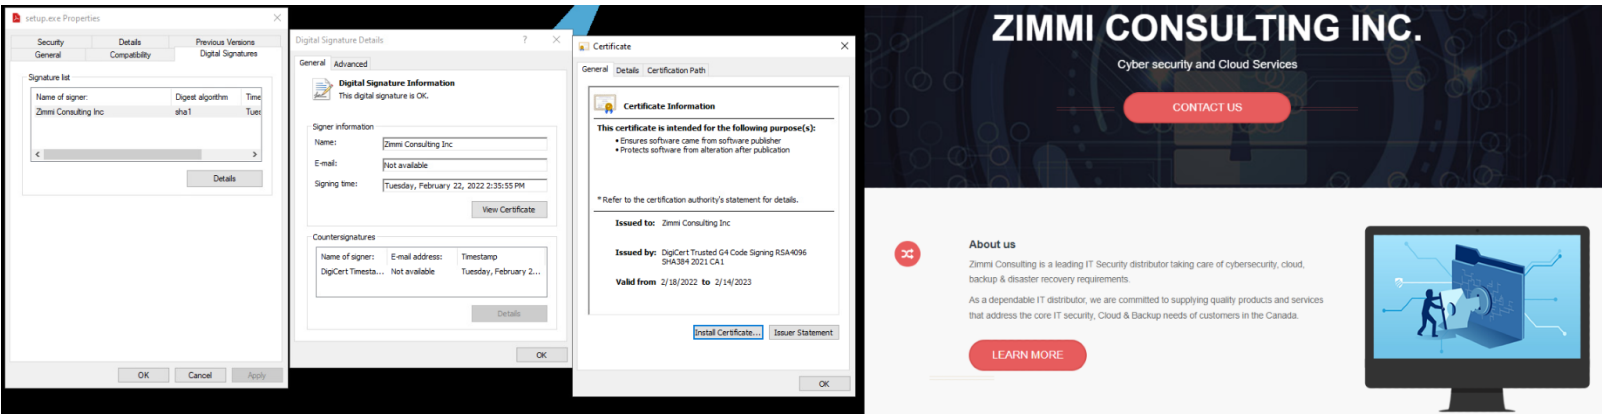 setup.exe Properties
Security Details Previous Versions
General Compatibility Digital Signatures
Signature list
Name of signer: Digest algorithm Time
Zimmi Consulting Inc sha1 Tues
Details
OK Cancel Apply
Digital Signature Details
General Advanced
Digital Signature Information
This digital signature is OK.
Signer information
Name: Zimmi Consulting Inc
E-mail: Not available
Signing time: Tuesday, February 22, 2022 2:35:55 PM
View Certificate
Countersignatures
Name of signer: E-mail address: Timestamp
DigiCert Timesta... Not available Tuesday, February 2...
Details
OK
Certificate
General Details Certification Path
Certificate Information
This certificate is intended for the following purpose(s):
• Ensures software came from software publisher
• Protects software from alteration after publication
* Refer to the certification authority's statement for details.
Issued to: Zimmi Consulting Inc
Issued by: DigiCert Trusted G4 Code Signing RSA4096
SHA384 2021 CA1
Valid from 2/18/2022 to 2/14/2023
Install Certificate... Issuer Statement
OK
ZIMMI CONSULTING INC.
Cyber security and Cloud Services
CONTACT US
About us
Zimmi Consulting is a leading IT Security distributor taking care of cybersecurity, cloud,
backup & disaster recovery requirements.
As a dependable IT distributor, we are committed to supplying quality products and services
that address the core IT security, Cloud & Backup needs of customers in the Canada.
LEARN MORE